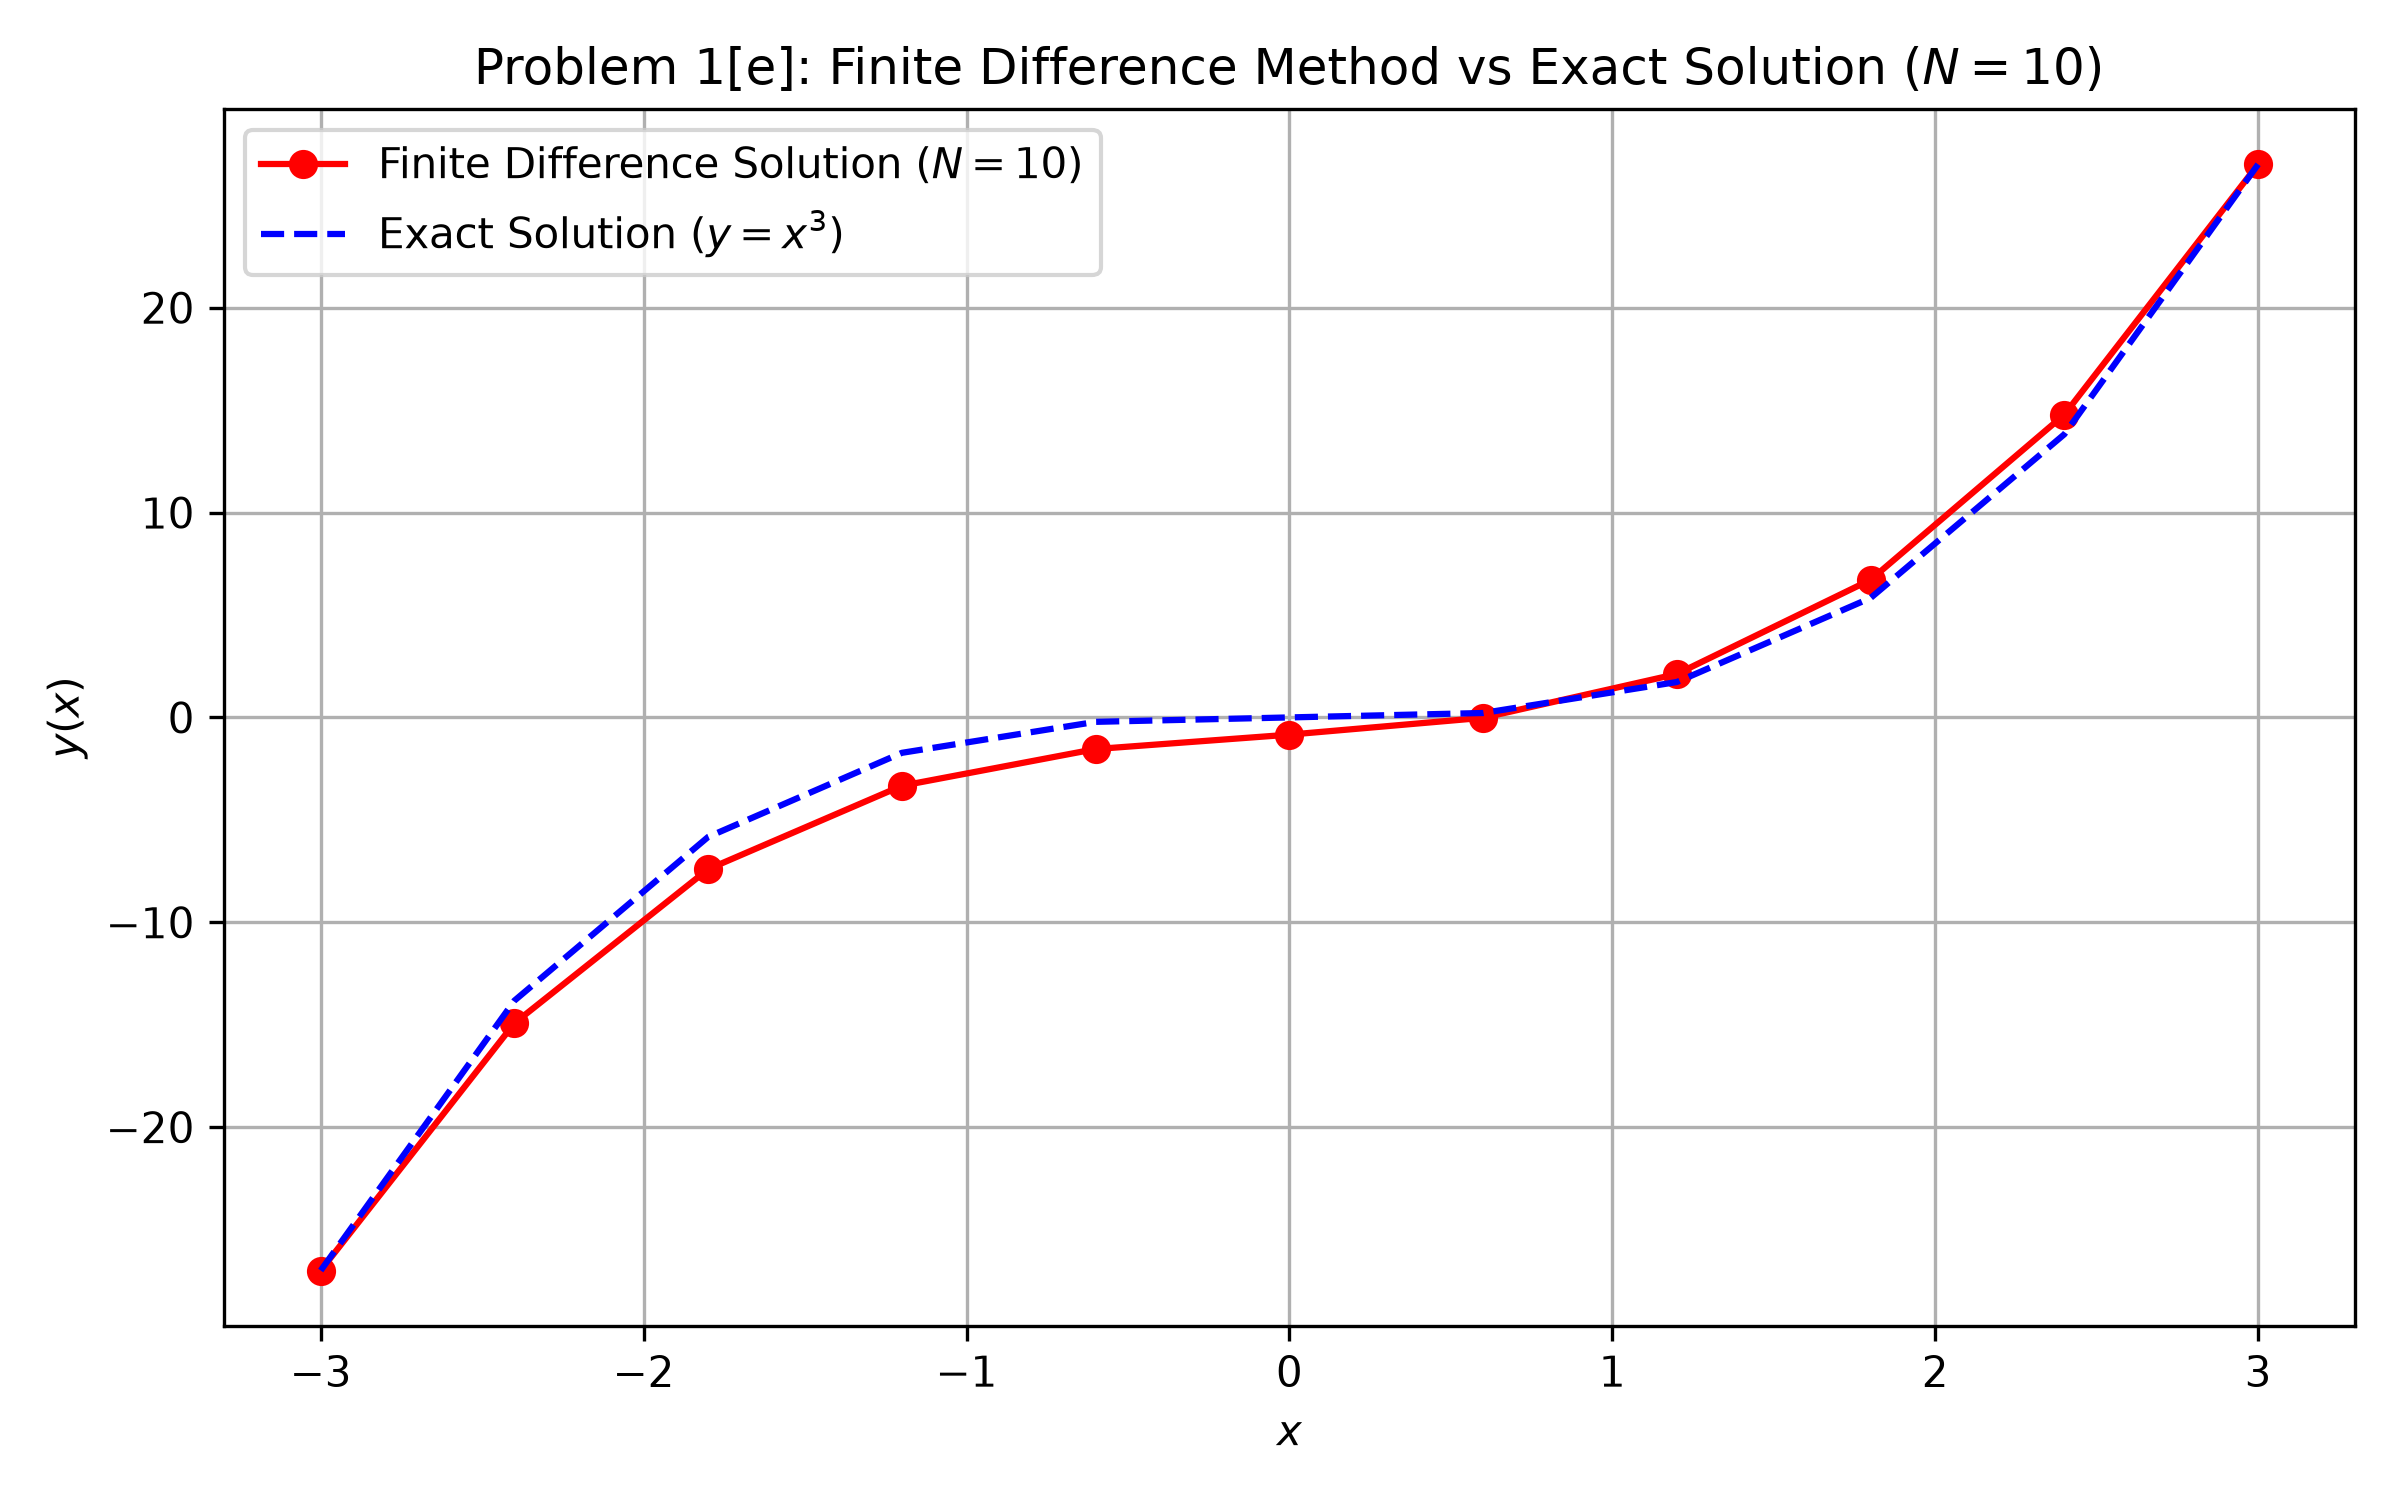 Problem 1[e]: Finite Difference Method vs Exact Solution (N = 10)
Finite Difference Solution (N = 10)
Exact Solution (y = x³)
20
10
0
−10
−20
y(x)
−3 −2 −1 0 1 2 3
x